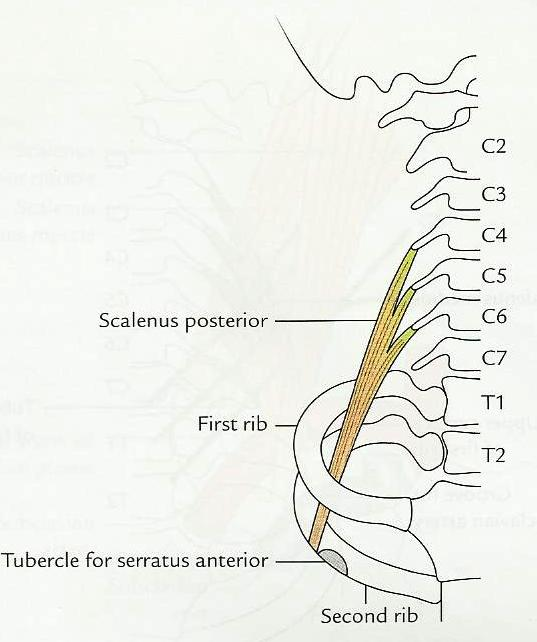 C2
C3
C4
C5
Scalenus posterior
C6
C7
T1
First rib
T2
Tubercle for serratus anterior
Second rib